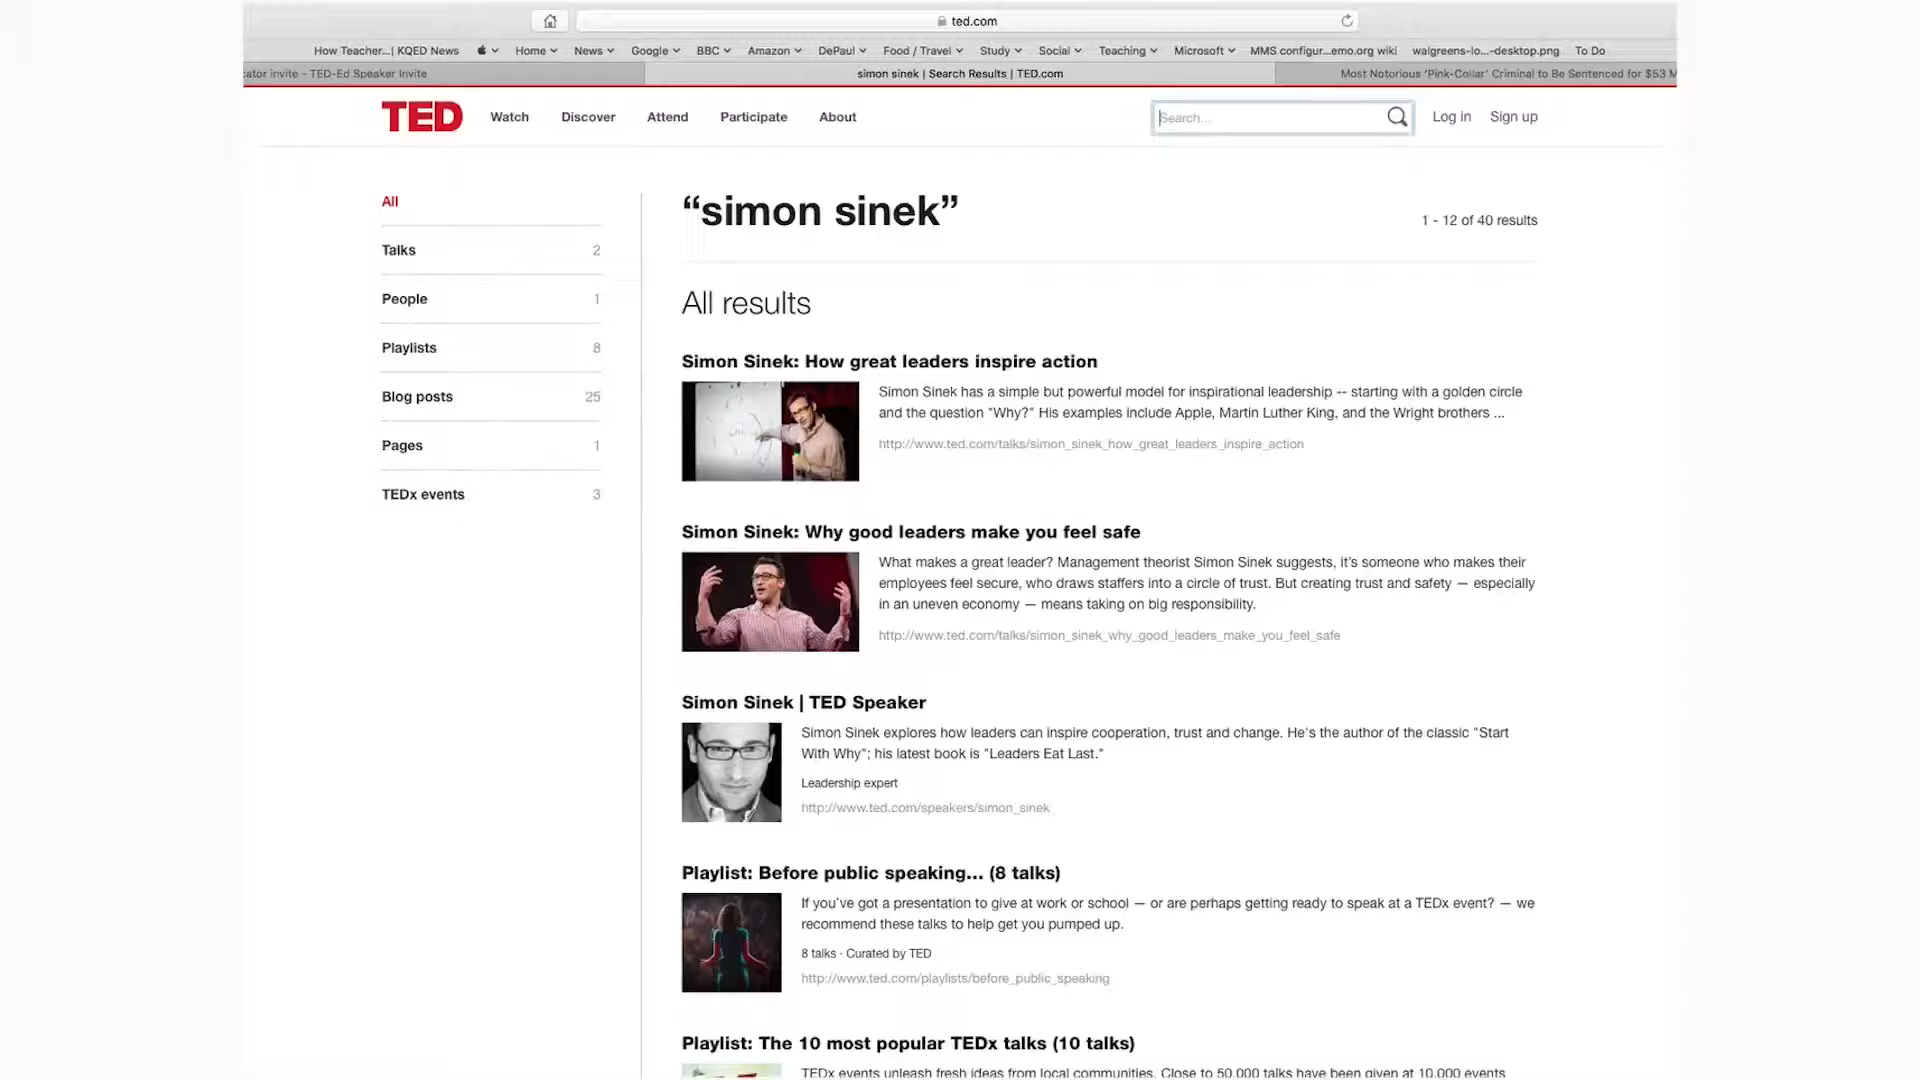 ted.com
How Teacher...| KQED News Home News Google BBC Amazon DePaul Food / Travel Study Social Teaching Microsoft MMS configur...emo.org wiki walgreens-lo...-desktop.png To Do
ator invite - TED-Ed Speaker Invite simon sinek | Search Results | TED.com Most Notorious 'Pink-Collar' Criminal to Be Sentenced for $53 M
TED Watch Discover Attend Participate About Search... Log in Sign up
All
Talks 2
People 1
Playlists 8
Blog posts 25
Pages 1
TEDx events 3
“simon sinek”
1 - 12 of 40 results
All results
Simon Sinek: How great leaders inspire action
Simon Sinek has a simple but powerful model for inspirational leadership -- starting with a golden circle
and the question "Why?" His examples include Apple, Martin Luther King, and the Wright brothers ...
http://www.ted.com/talks/simon_sinek_how_great_leaders_inspire_action
Simon Sinek: Why good leaders make you feel safe
What makes a great leader? Management theorist Simon Sinek suggests, it’s someone who makes their
employees feel secure, who draws staffers into a circle of trust. But creating trust and safety — especially
in an uneven economy — means taking on big responsibility.
http://www.ted.com/talks/simon_sinek_why_good_leaders_make_you_feel_safe
Simon Sinek | TED Speaker
Simon Sinek explores how leaders can inspire cooperation, trust and change. He's the author of the classic "Start
With Why"; his latest book is "Leaders Eat Last."
Leadership expert
http://www.ted.com/speakers/simon_sinek
Playlist: Before public speaking... (8 talks)
If you’ve got a presentation to give at work or school — or are perhaps getting ready to speak at a TEDx event? — we
recommend these talks to help get you pumped up.
8 talks · Curated by TED
http://www.ted.com/playlists/before_public_speaking
Playlist: The 10 most popular TEDx talks (10 talks)
TEDx events unleash fresh ideas from local communities. Close to 50,000 talks have been given at 10,000 events